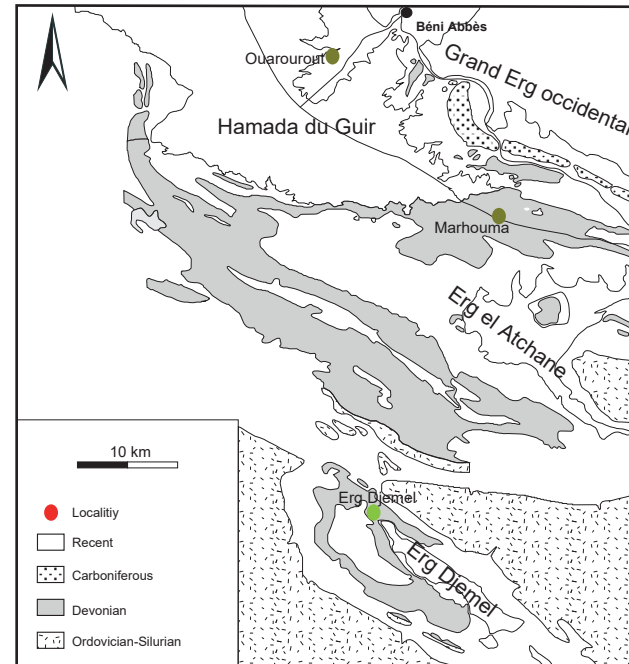 Béni Abbès
Ouarourout
Grand Erg occidental
Hamada du Guir
Marhouma
Erg el Atchane
10 km
Erg Djemel
Erg Djemel
Localitiy
Recent
Carboniferous
Devonian
Ordovician-Silurian